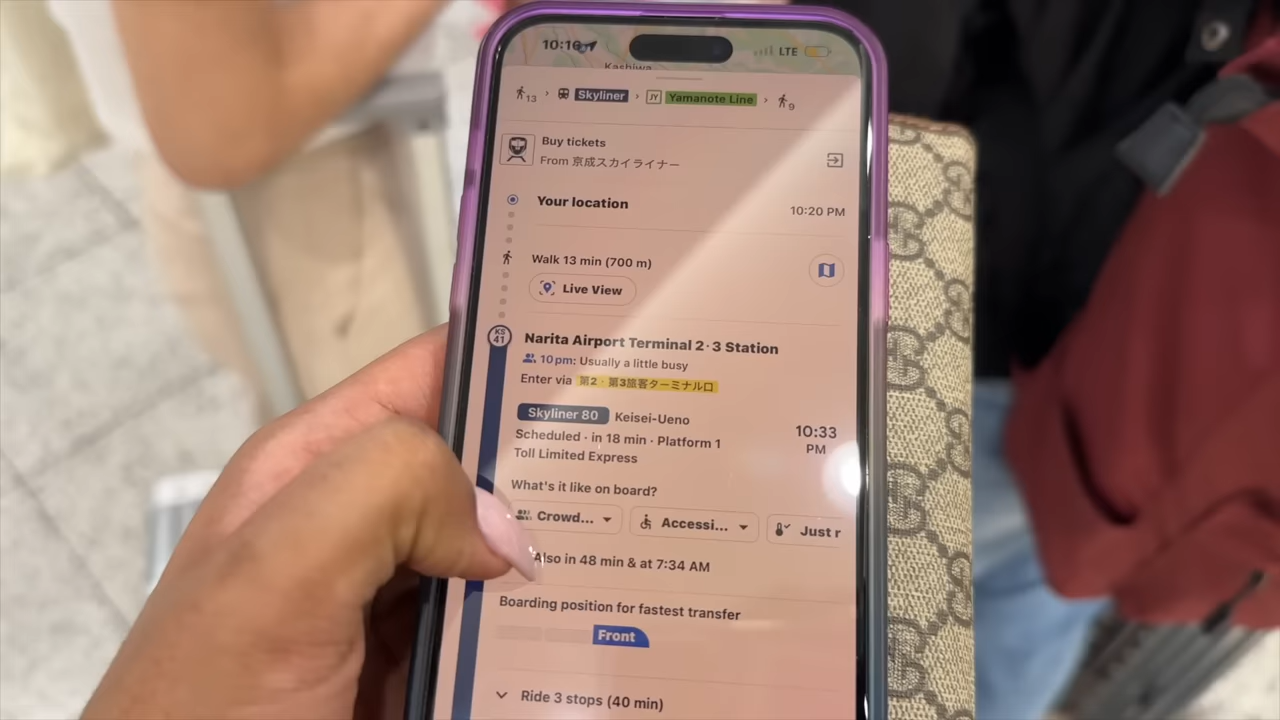 10:16
LTE
Kashiwa
13 Skyliner JY Yamanote Line 9
Buy tickets
From 京成スカイライナー
Your location
10:20 PM
Walk 13 min (700 m)
Live View
KS
41
Narita Airport Terminal 2·3 Station
10 pm: Usually a little busy
Enter via 第2・第3旅客ターミナル口
Skyliner 80 Keisei-Ueno
10:33
PM
Scheduled · in 18 min · Platform 1
Toll Limited Express
What's it like on board?
Crowd... Accessi... Just r
Also in 48 min & at 7:34 AM
Boarding position for fastest transfer
Front
Ride 3 stops (40 min)